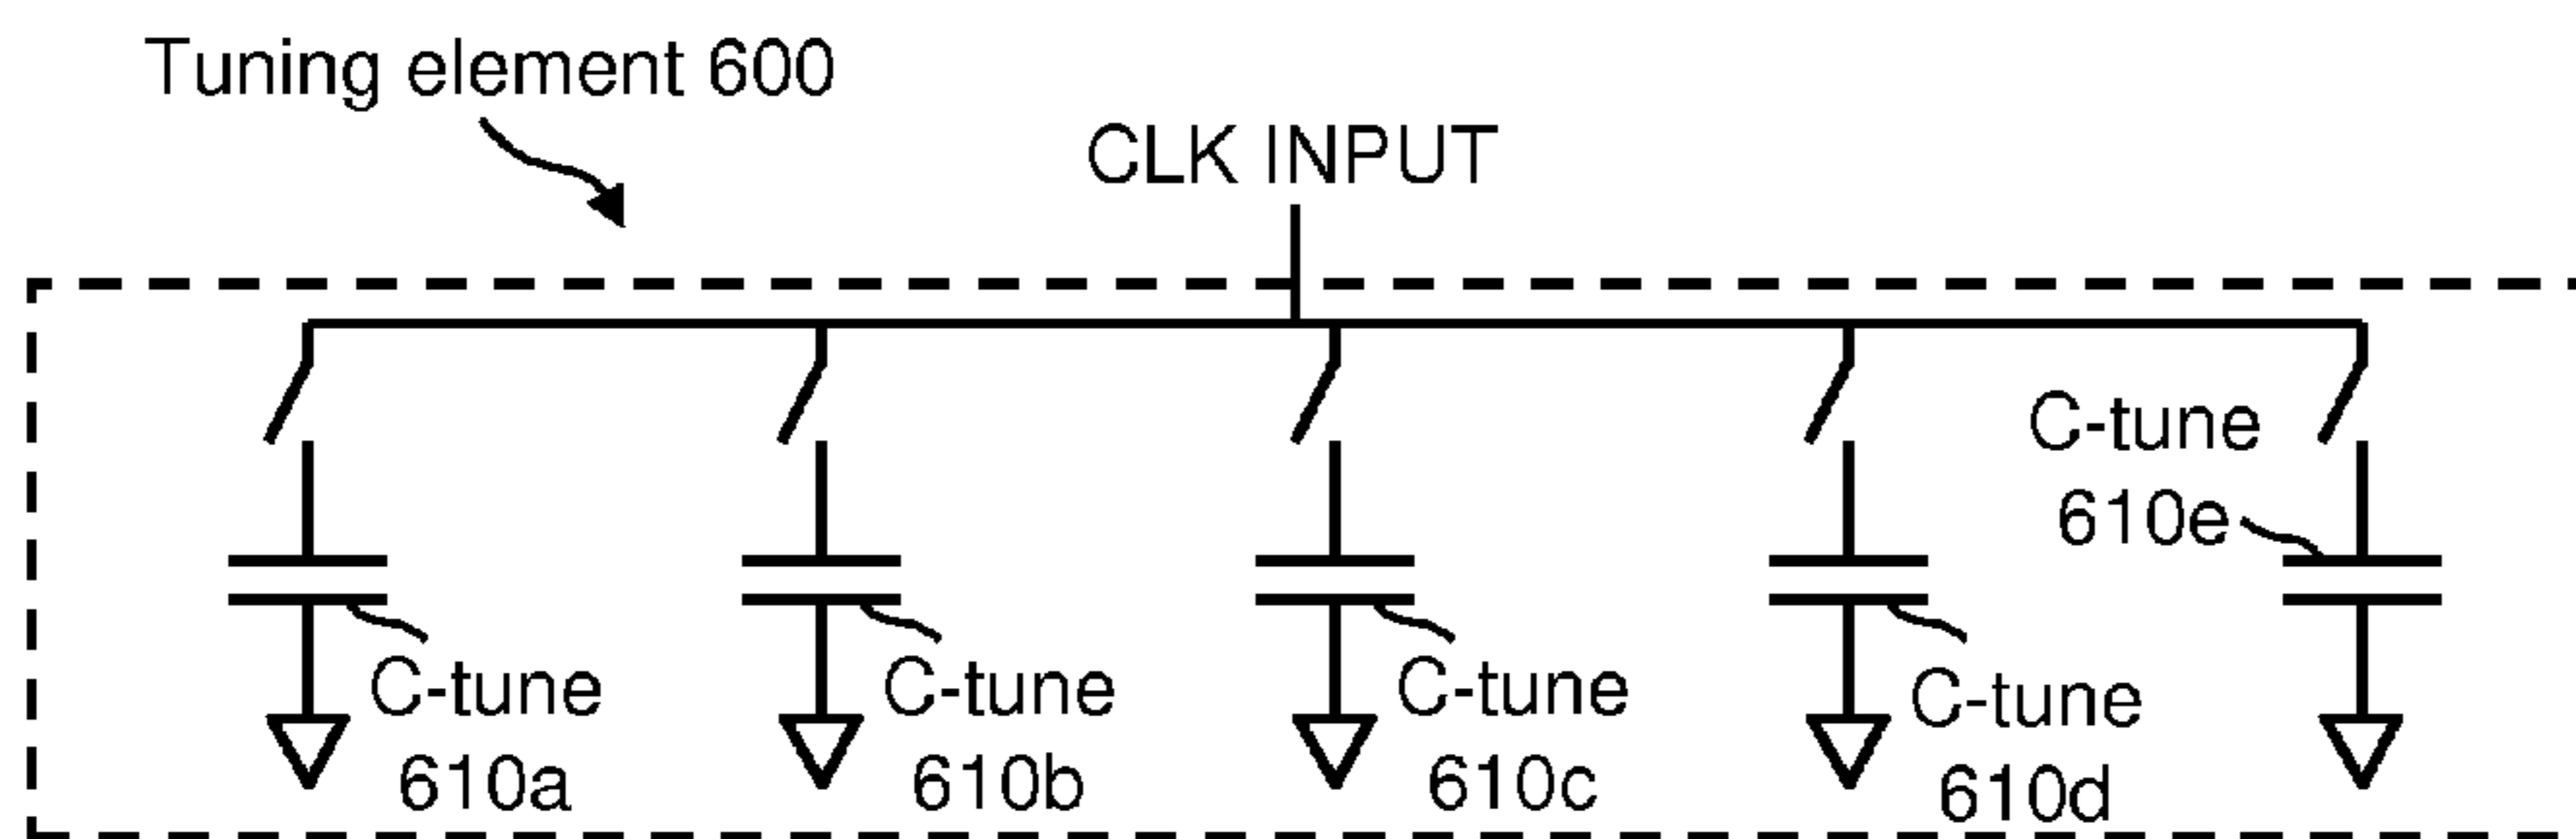 Tuning element 600
CLK INPUT
C-tune
610e
C-tune
610a
C-tune
610b
C-tune
610c
C-tune
610d